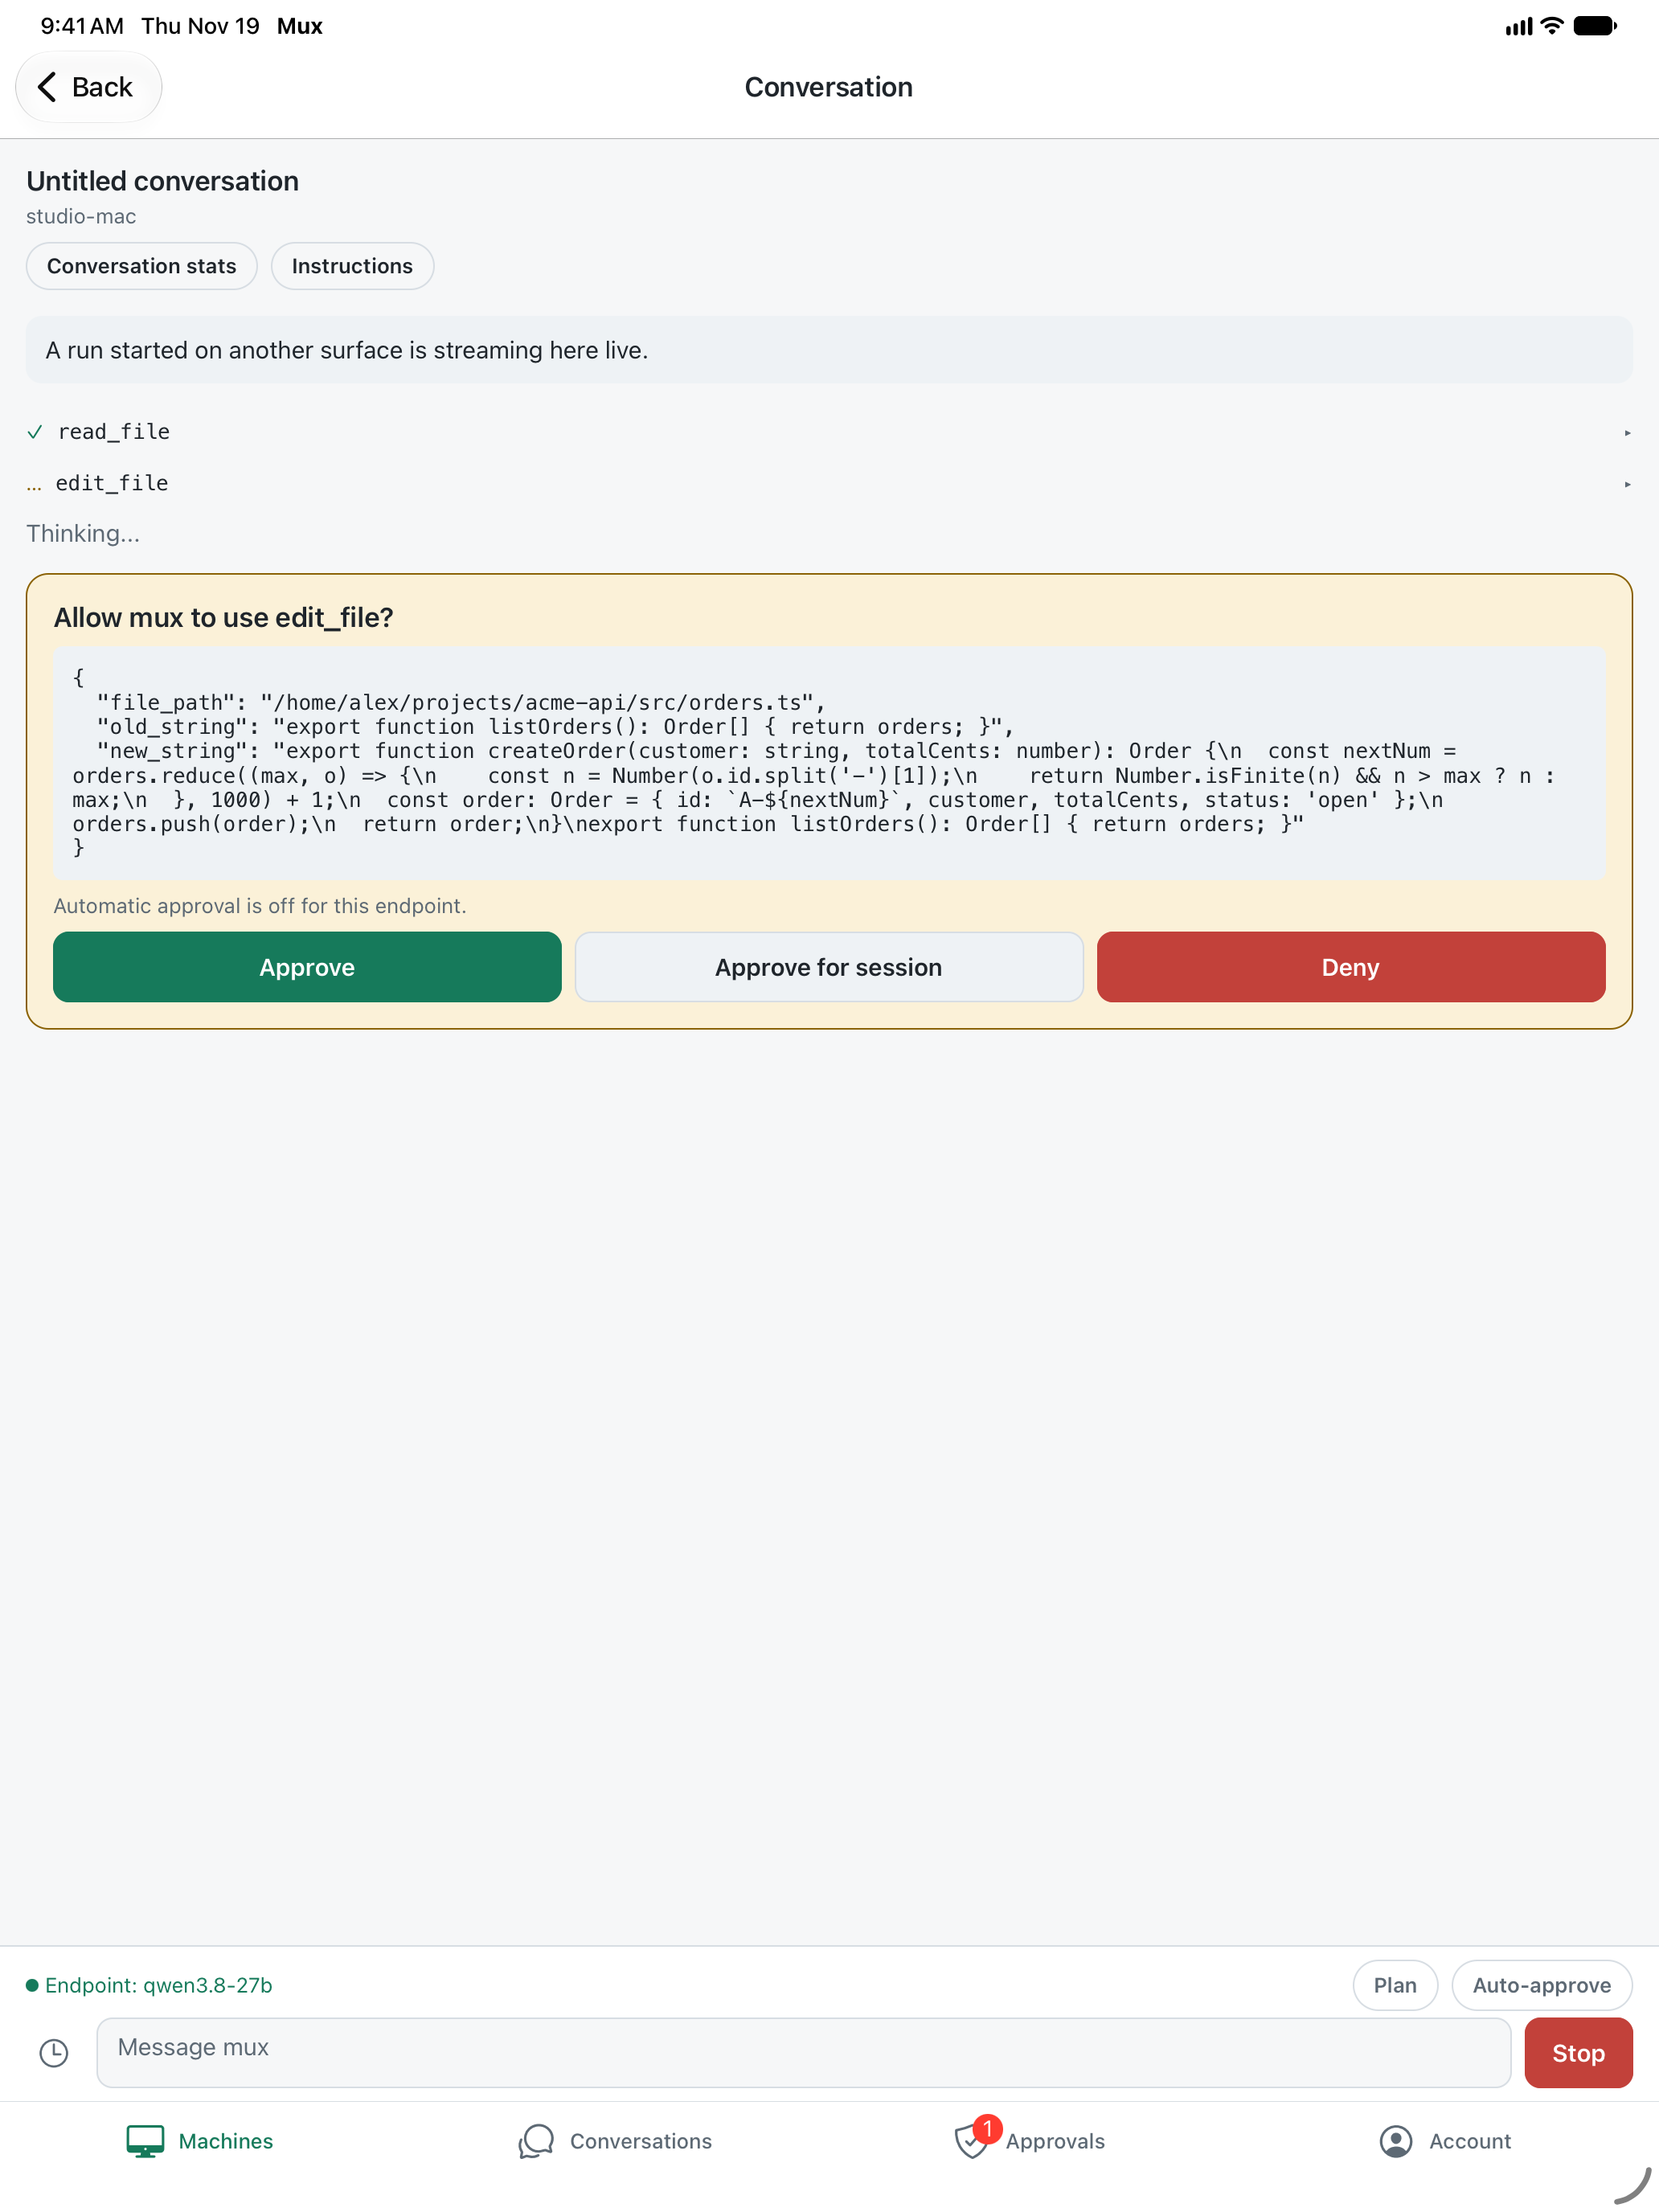 9:41 AM Thu Nov 19 Mux
Back
Conversation
Untitled conversation
studio-mac
Conversation stats
Instructions
A run started on another surface is streaming here live.
✓ read_file ▸
... edit_file ▸
Thinking...
Allow mux to use edit_file?
{
  "file_path": "/home/alex/projects/acme-api/src/orders.ts",
  "old_string": "export function listOrders(): Order[] { return orders; }",
  "new_string": "export function createOrder(customer: string, totalCents: number): Order {\n  const nextNum =
orders.reduce((max, o) => {\n    const n = Number(o.id.split('-')[1]);\n    return Number.isFinite(n) && n > max ? n :
max;\n  }, 1000) + 1;\n  const order: Order = { id: `A-${nextNum}`, customer, totalCents, status: 'open' };\n
orders.push(order);\n  return order;\n}\nexport function listOrders(): Order[] { return orders; }"
}
Automatic approval is off for this endpoint.
Approve
Approve for session
Deny
Endpoint: qwen3.8-27b
Plan
Auto-approve
Message mux
Stop
Machines
Conversations
1
Approvals
Account